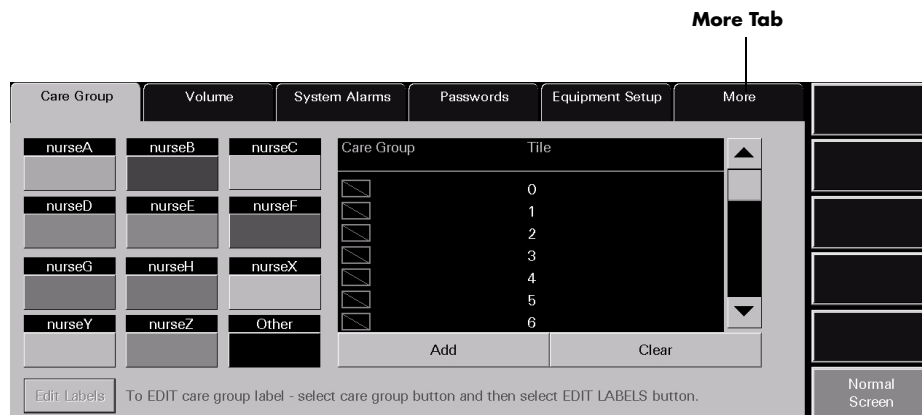 More Tab
Care Group Volume System Alarms Passwords Equipment Setup More
nurseA nurseB nurseC Care Group Tile
0
nurseD nurseE nurseF 1
2
3
nurseG nurseH nurseX 4
5
nurseY nurseZ Other 6
Add Clear
Edit Labels To EDIT care group label - select care group button and then select EDIT LABELS button.
Normal
Screen